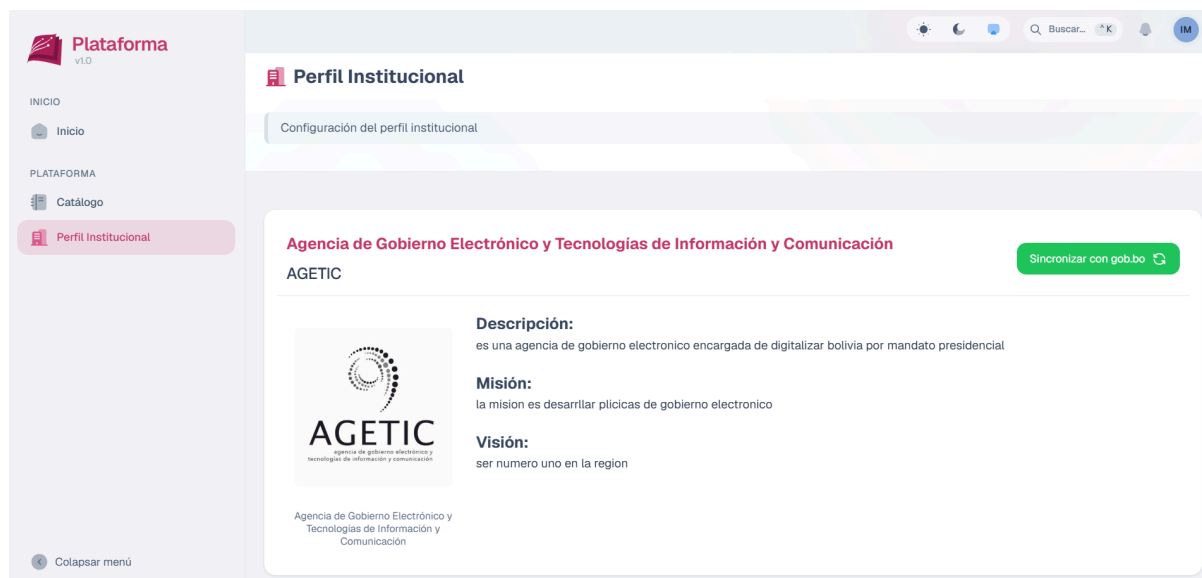 Plataforma
v1.0
INICIO
Inicio
PLATAFORMA
Catálogo
Perfil Institucional
Colapsar menú
Buscar... ^K
IM
Perfil Institucional
Configuración del perfil institucional
Agencia de Gobierno Electrónico y Tecnologías de Información y Comunicación
AGETIC
Sincronizar con gob.bo
AGETIC
agencia de gobierno electrónico y
tecnologías de información y comunicación
Agencia de Gobierno Electrónico y
Tecnologías de Información y
Comunicación
Descripción:
es una agencia de gobierno electronico encargada de digitalizar bolivia por mandato presidencial
Misión:
la mision es desarrllar plicicas de gobierno electronico
Visión:
ser numero uno en la region